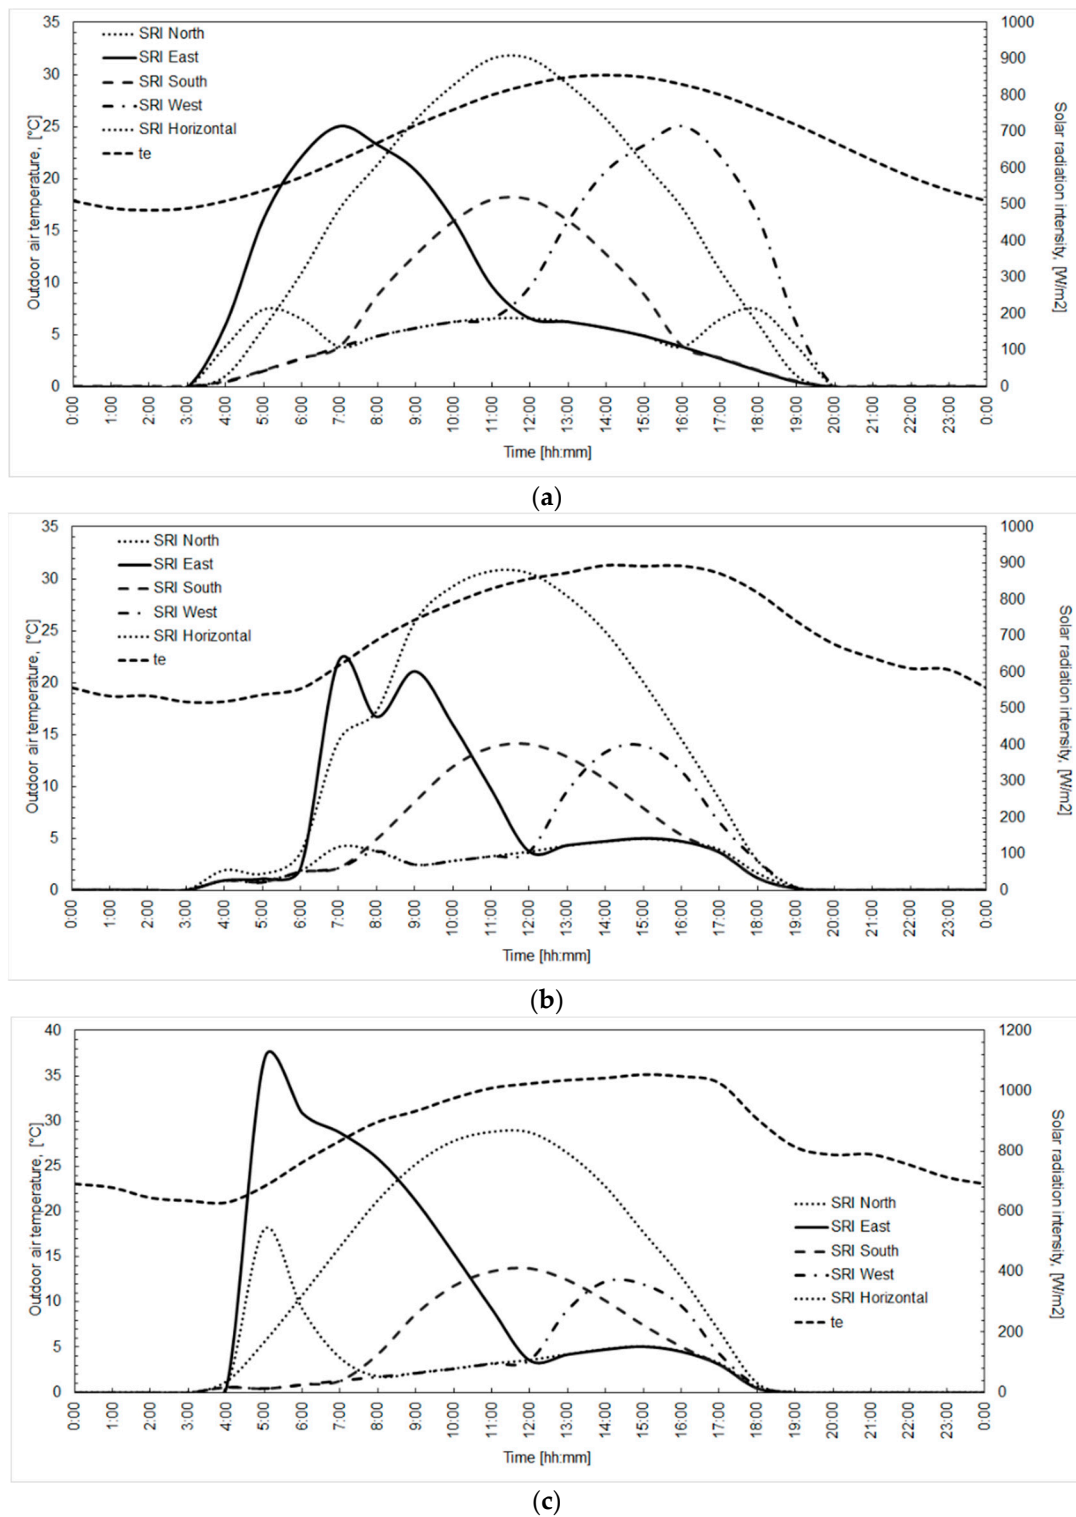 35
30
25
20
15
10
5
0
Outdoor air temperature, [°C]
SRI North
SRI East
SRI South
SRI West
SRI Horizontal
te
1000
900
800
700
600
500
400
300
200
100
0
Solar radiation intensity, [W/m2]
0:00 1:00 2:00 3:00 4:00 5:00 6:00 7:00 8:00 9:00 10:00 11:00 12:00 13:00 14:00 15:00 16:00 17:00 18:00 19:00 20:00 21:00 22:00 23:00 0:00
Time [hh:mm]
(a)
35
30
25
20
15
10
5
0
Outdoor air temperature, [°C]
SRI North
SRI East
SRI South
SRI West
SRI Horizontal
te
1000
900
800
700
600
500
400
300
200
100
0
Solar radiation intensity, [W/m2]
0:00 1:00 2:00 3:00 4:00 5:00 6:00 7:00 8:00 9:00 10:00 11:00 12:00 13:00 14:00 15:00 16:00 17:00 18:00 19:00 20:00 21:00 22:00 23:00 0:00
Time [hh:mm]
(b)
40
35
30
25
20
15
10
5
0
Outdoor air temperature, [°C]
SRI North
SRI East
SRI South
SRI West
SRI Horizontal
te
1200
1000
800
600
400
200
0
Solar radiation intensity, [W/m2]
0:00 1:00 2:00 3:00 4:00 5:00 6:00 7:00 8:00 9:00 10:00 11:00 12:00 13:00 14:00 15:00 16:00 17:00 18:00 19:00 20:00 21:00 22:00 23:00 0:00
Time [hh:mm]
(c)